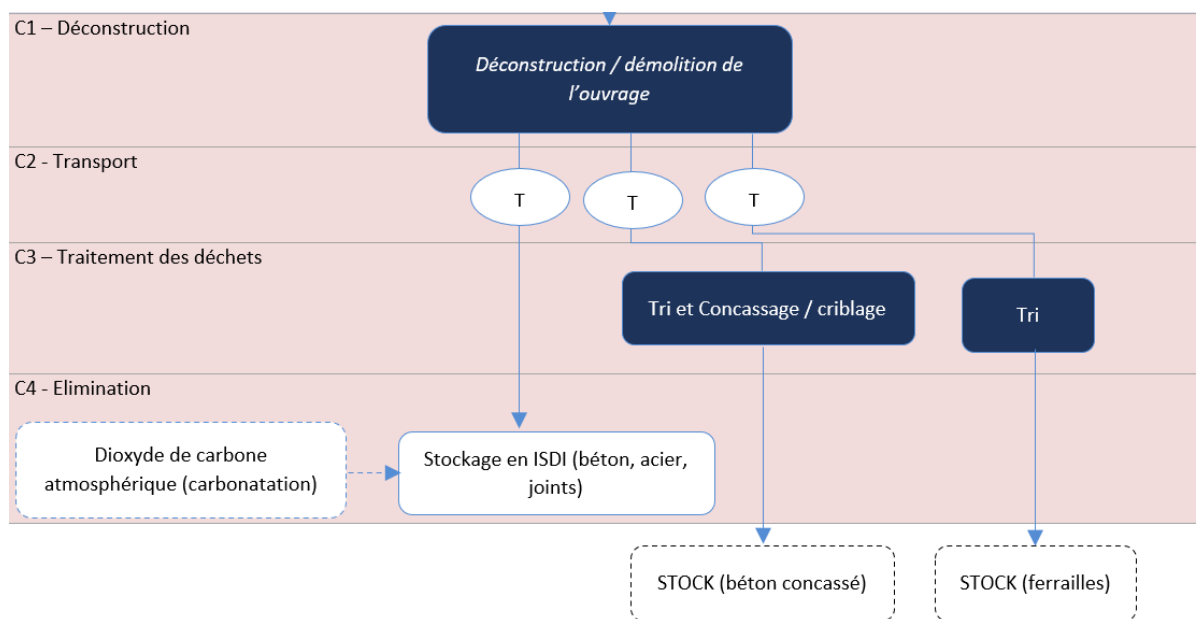 C1 – Déconstruction
Déconstruction / démolition de
l’ouvrage
C2 - Transport
T
T
T
C3 – Traitement des déchets
Tri et Concassage / criblage
Tri
C4 - Elimination
Dioxyde de carbone
atmosphérique (carbonatation)
Stockage en ISDI (béton, acier,
joints)
STOCK (béton concassé)
STOCK (ferrailles)